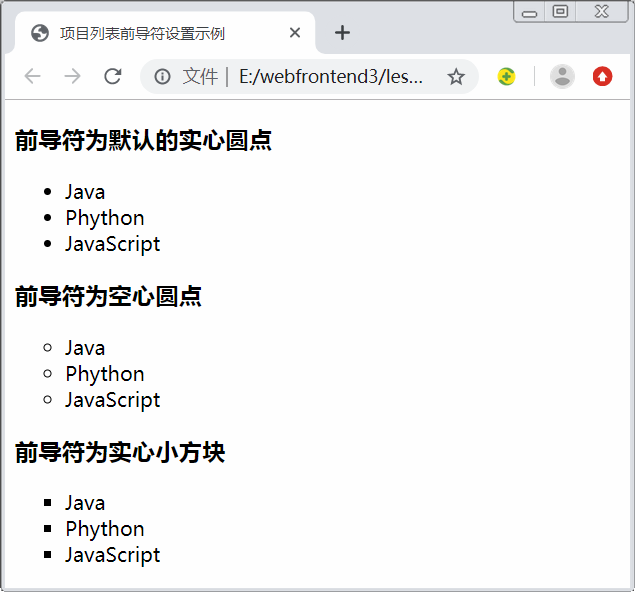 项目列表前导符设置示例
文件 | E:/webfrontend3/les...
前导符为默认的实心圆点
Java
Phython
JavaScript
前导符为空心圆点
Java
Phython
JavaScript
前导符为实心小方块
Java
Phython
JavaScript